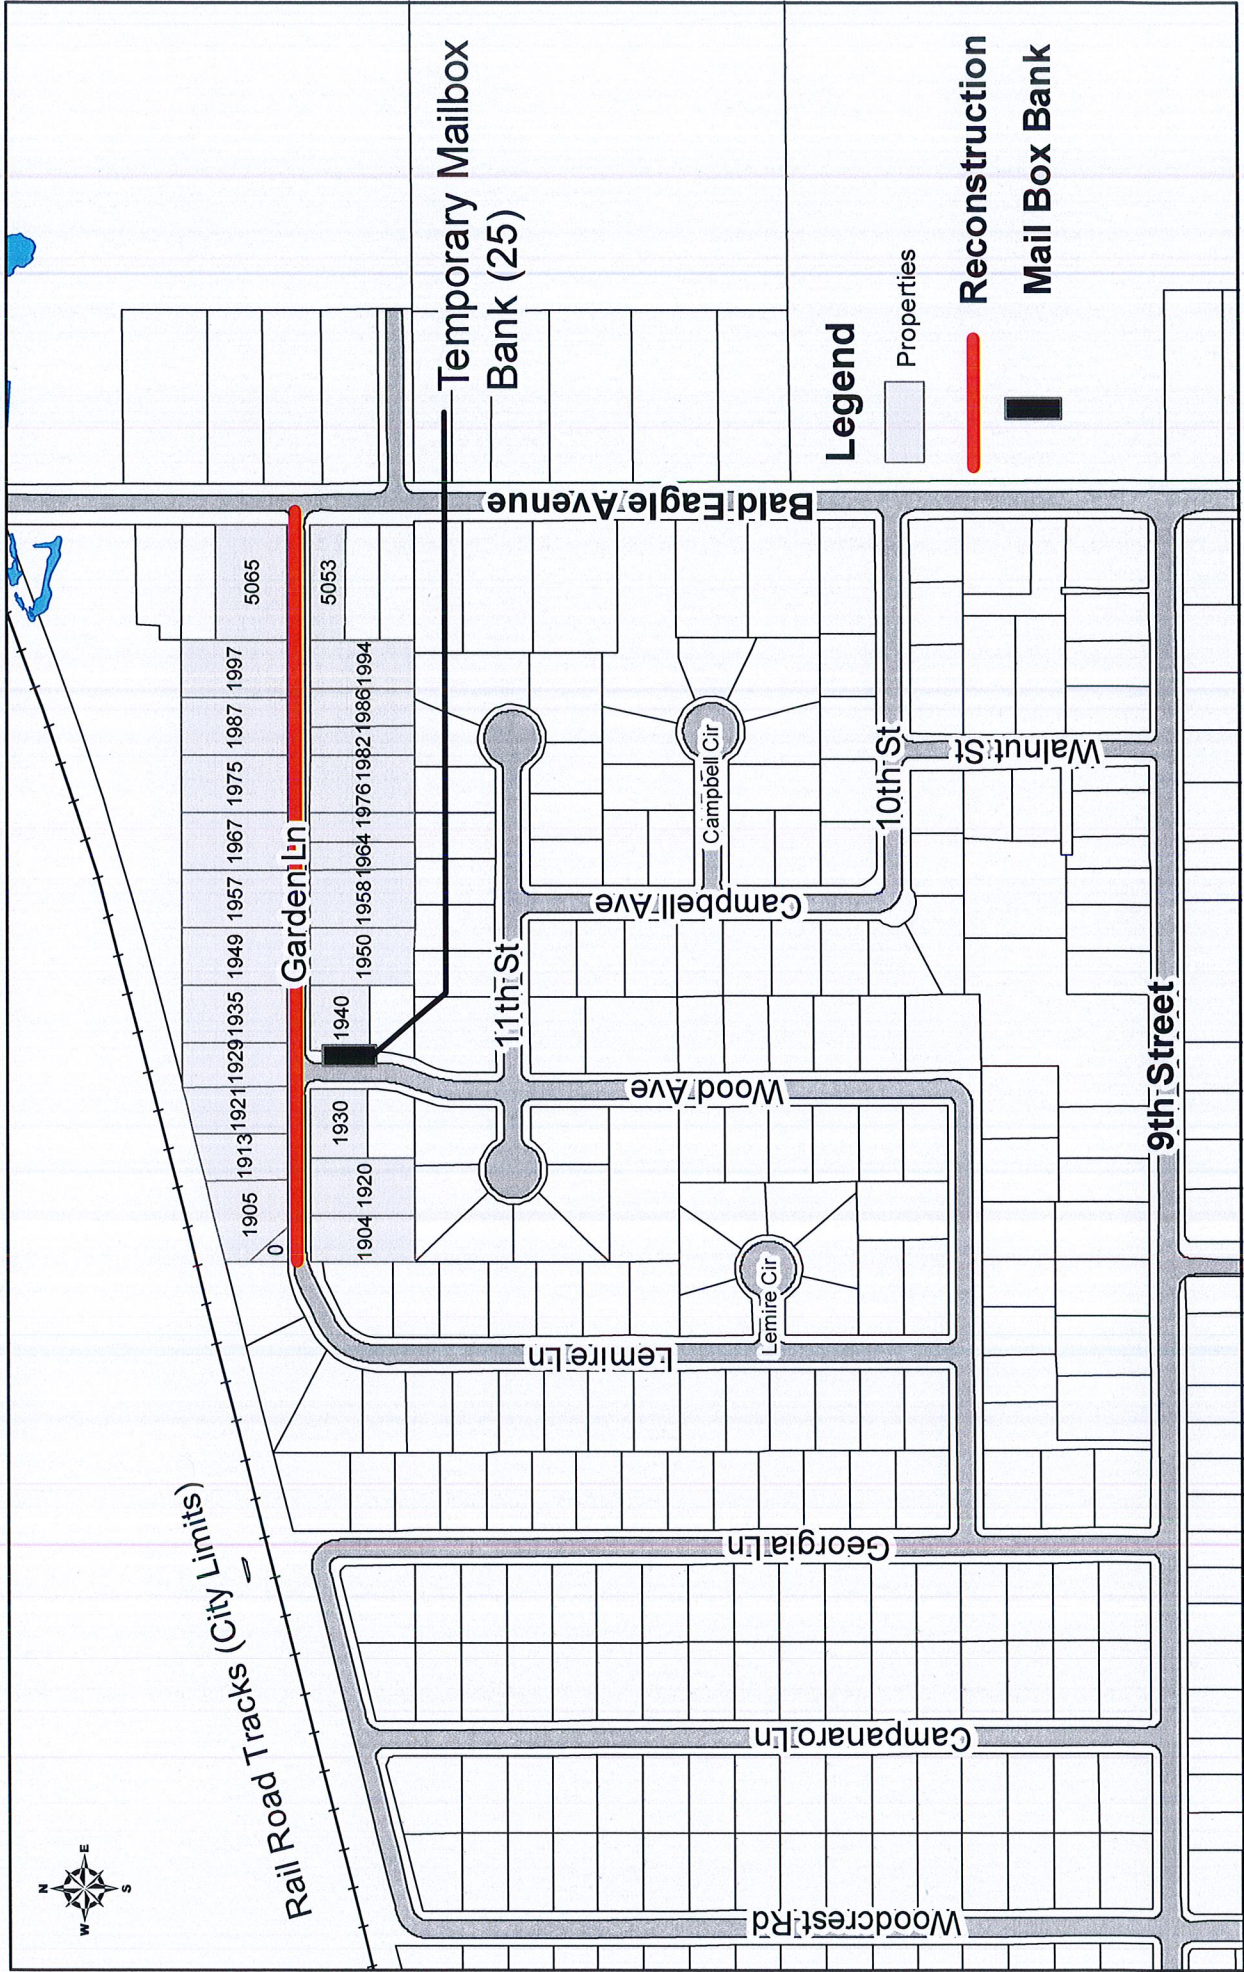 N
W
E
S
Rail Road Tracks (City Limits)
0
1905
1913
1921
1929
1935
1949
1957
1967
1975
1987
1997
5065
Garden Ln
1904
1920
1930
1940
1950
1958
1964
1976
1982
1986
1994
5053
Temporary Mailbox
Bank (25)
Woodcrest Rd
Campanaro Ln
Georgia Ln
Lemire Ln
Lemire Cir
Wood Ave
11th St
Campbell Ave
Campbell Cir
10th St
Walnut St
Bald Eagle Avenue
9th Street
Legend
Properties
Reconstruction
Mail Box Bank